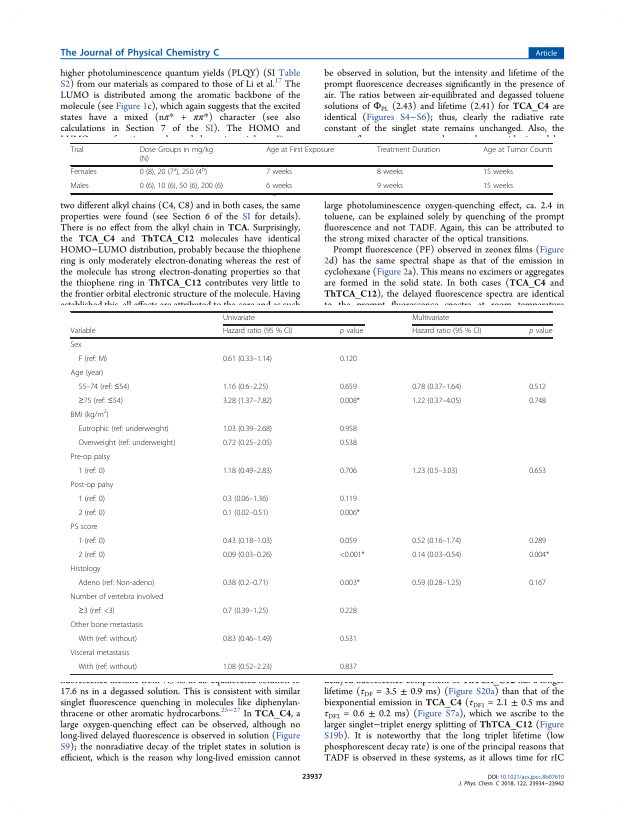 The Journal of Physical Chemistry C
Article
higher photoluminescence quantum yields (PLQY) (SI Table
S2) from our materials as compared to those of Li et al.17 The
LUMO is distributed among the aromatic backbone of the
molecule (see Figure 1c), which again suggests that the excited
states have a mixed (nπ* + ππ*) character (see also
calculations in Section 7 of the SI). The HOMO and
be observed in solution, but the intensity and lifetime of the
prompt fluorescence decreases significantly in the presence of
air. The ratios between air-equilibrated and degassed toluene
solutions of ΦPL (2.43) and lifetime (2.41) for TCA_C4 are
identical (Figures S4−S6); thus, clearly the radiative rate
constant of the singlet state remains unchanged. Also, the
Trial Dose Groups in mg/kg (N) Age at First Exposure Treatment Duration Age at Tumor Counts
Females 0 (8), 20 (7a), 250 (4b) 7 weeks 8 weeks 15 weeks
Males 0 (6), 10 (6), 50 (6), 200 (6) 6 weeks 9 weeks 15 weeks
two different alkyl chains (C4, C8) and in both cases, the same
properties were found (see Section 6 of the SI for details).
There is no effect from the alkyl chain in TCA. Surprisingly,
the TCA_C4 and ThTCA_C12 molecules have identical
HOMO−LUMO distribution, probably because the thiophene
ring is only moderately electron-donating whereas the rest of
the molecule has strong electron-donating properties so that
the thiophene ring in ThTCA_C12 contributes very little to
the frontier orbital electronic structure of the molecule. Having
established this, all effects are attributed to the core and as such
large photoluminescence oxygen-quenching effect, ca. 2.4 in
toluene, can be explained solely by quenching of the prompt
fluorescence and not TADF. Again, this can be attributed to
the strong mixed character of the optical transitions.
Prompt fluorescence (PF) observed in zeonex films (Figure
2d) has the same spectral shape as that of the emission in
cyclohexane (Figure 2a). This means no excimers or aggregates
are formed in the solid state. In both cases (TCA_C4 and
ThTCA_C12), the delayed fluorescence spectra are identical
to the prompt fluorescence spectra at room temperature
Univariate Multivariate
Variable Hazard ratio (95 % CI) p value Hazard ratio (95 % CI) p value
Sex
F (ref: M) 0.61 (0.33–1.14) 0.120
Age (year)
55–74 (ref: ≤54) 1.16 (0.6–2.25) 0.659 0.78 (0.37–1.64) 0.512
≥75 (ref: ≤54) 3.28 (1.37–7.82) 0.008* 1.22 (0.37–4.05) 0.748
BMI (kg/m2)
Eutrophic (ref: underweight) 1.03 (0.39–2.68) 0.958
Overweight (ref: underweight) 0.72 (0.25–2.05) 0.538
Pre-op palsy
1 (ref: 0) 1.18 (0.49–2.83) 0.706 1.23 (0.5–3.03) 0.653
Post-op palsy
1 (ref: 0) 0.3 (0.06–1.36) 0.119
2 (ref: 0) 0.1 (0.02–0.51) 0.006*
PS score
1 (ref: 0) 0.43 (0.18–1.03) 0.059 0.52 (0.16–1.74) 0.289
2 (ref: 0) 0.09 (0.03–0.26) <0.001* 0.14 (0.03–0.54) 0.004*
Histology
Adeno (ref: Non-adeno) 0.38 (0.2–0.71) 0.003* 0.59 (0.28–1.25) 0.167
Number of vertebra involved
≥3 (ref: <3) 0.7 (0.39–1.25) 0.228
Other bone metastasis
With (ref: without) 0.83 (0.46–1.49) 0.531
Visceral metastasis
With (ref: without) 1.08 (0.52–2.23) 0.837
17.6 ns in a degassed solution. This is consistent with similar
singlet fluorescence quenching in molecules like diphenylan-
thracene or other aromatic hydrocarbons.25−27 In TCA_C4, a
large oxygen-quenching effect can be observed, although no
long-lived delayed fluorescence is observed in solution (Figure
S9); the nonradiative decay of the triplet states in solution is
efficient, which is the reason why long-lived emission cannot
lifetime (τDF = 3.5 ± 0.9 ms) (Figure S20a) than that of the
biexponential emission in TCA_C4 (τDF1 = 2.1 ± 0.5 ms and
τDF2 = 0.6 ± 0.2 ms) (Figure S7a), which we ascribe to the
larger singlet−triplet energy splitting of ThTCA_C12 (Figure
S19b). It is noteworthy that the long triplet lifetime (low
phosphorescent decay rate) is one of the principal reasons that
TADF is observed in these systems, as it allows time for rIC
23937
DOI: 10.1021/acs.jpcc.8b07610
J. Phys. Chem. C 2018, 122, 23934−23942